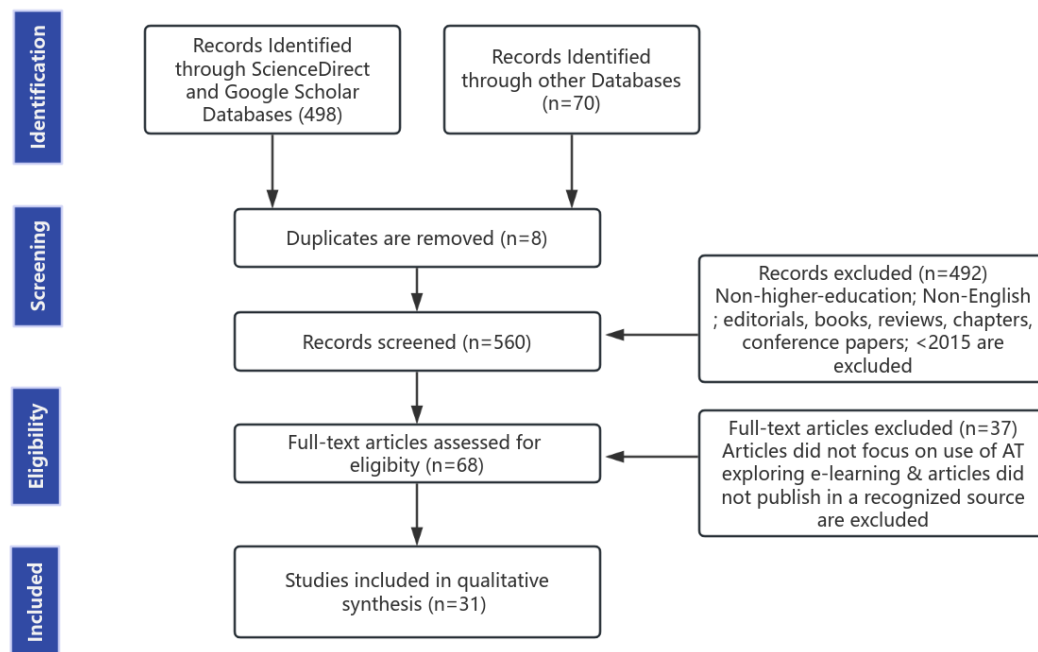 Identification
Records Identified
through ScienceDirect
and Google Scholar
Databases (498)
Records Identified
through other Databases
(n=70)
Screening
Duplicates are removed (n=8)
Records screened (n=560)
Records excluded (n=492)
Non-higher-education; Non-English
; editorials, books, reviews, chapters,
conference papers; <2015 are
excluded
Eligibility
Full-text articles assessed for
eligibity (n=68)
Full-text articles excluded (n=37)
Articles did not focus on use of AT
exploring e-learning & articles did
not publish in a recognized source
are excluded
Included
Studies included in qualitative
synthesis (n=31)